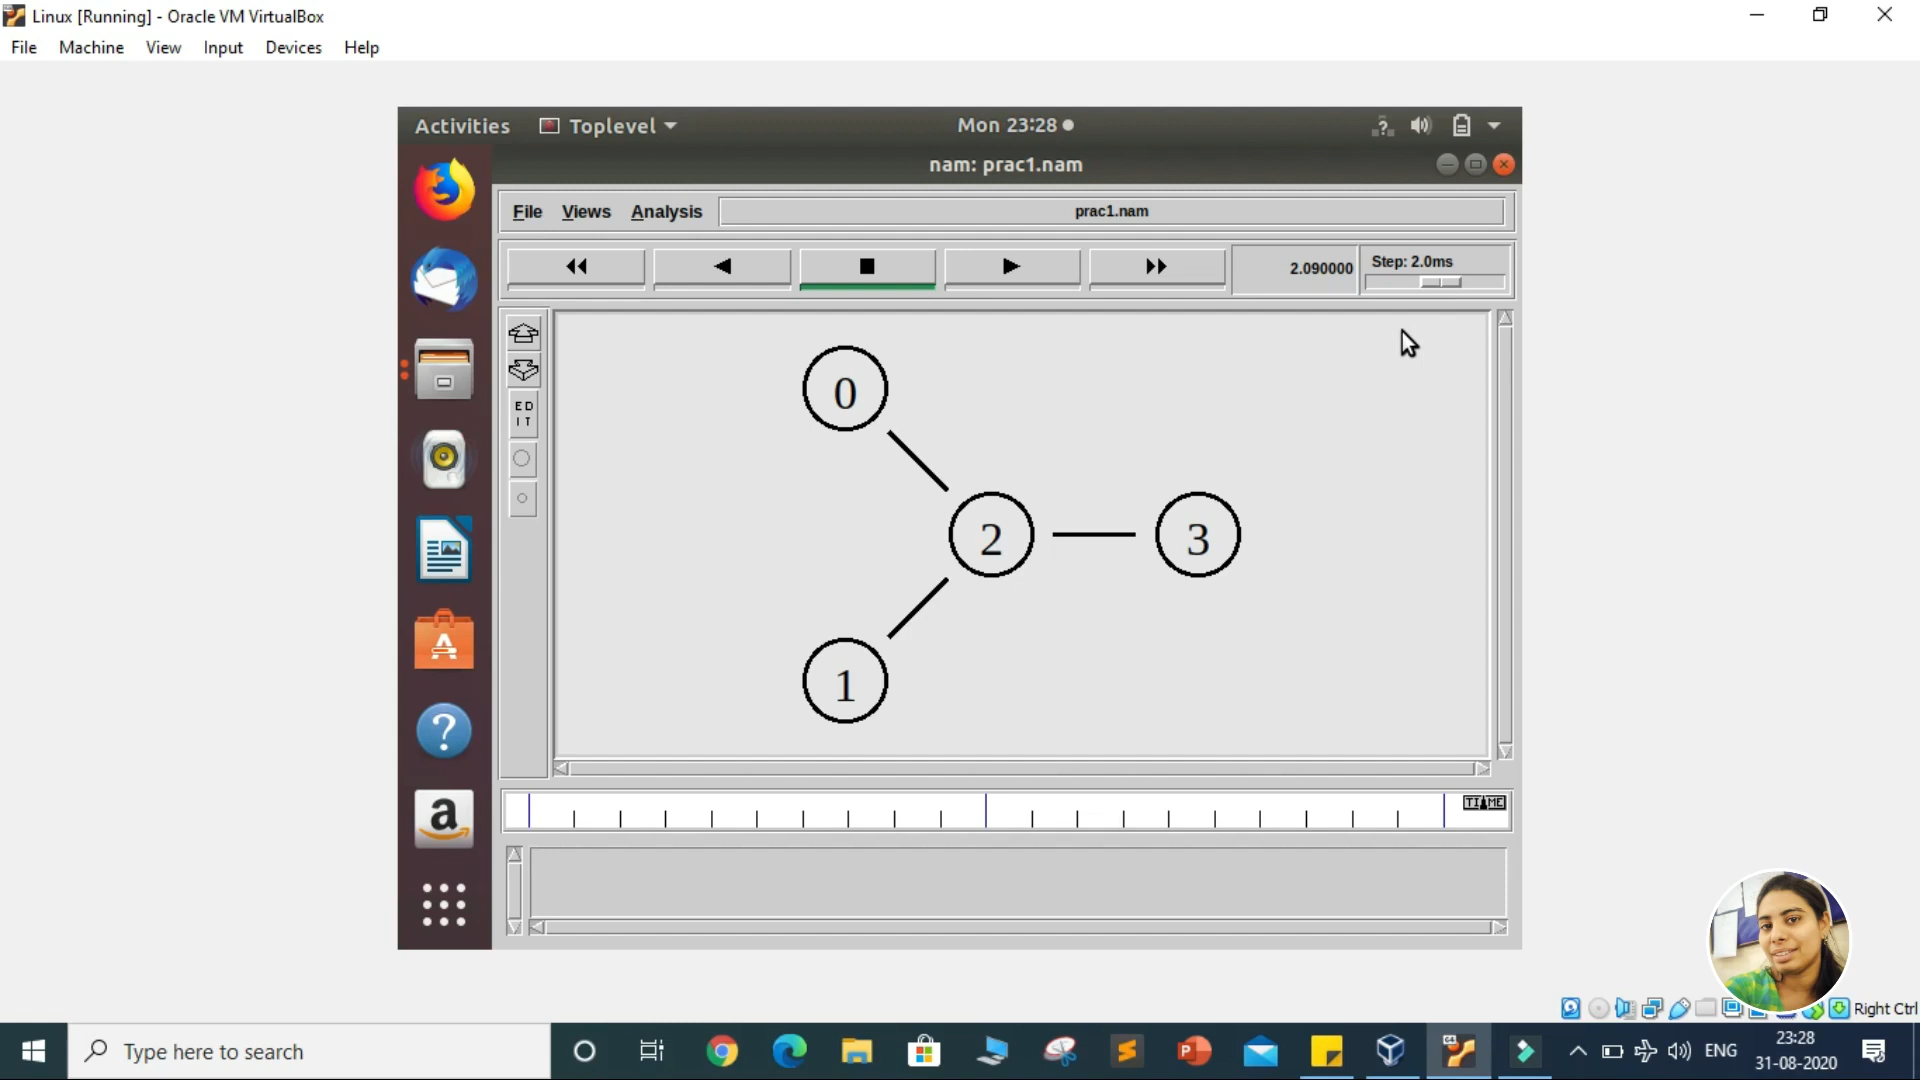 Linux [Running] - Oracle VM VirtualBox
File Machine View Input Devices Help
Activities Toplevel Mon 23:28
nam: prac1.nam
File Views Analysis prac1.nam
2.090000 Step: 2.0ms
ED
IT
0
2 3
1
TIME
Right Ctrl
Type here to search
ENG
23:28
31-08-2020